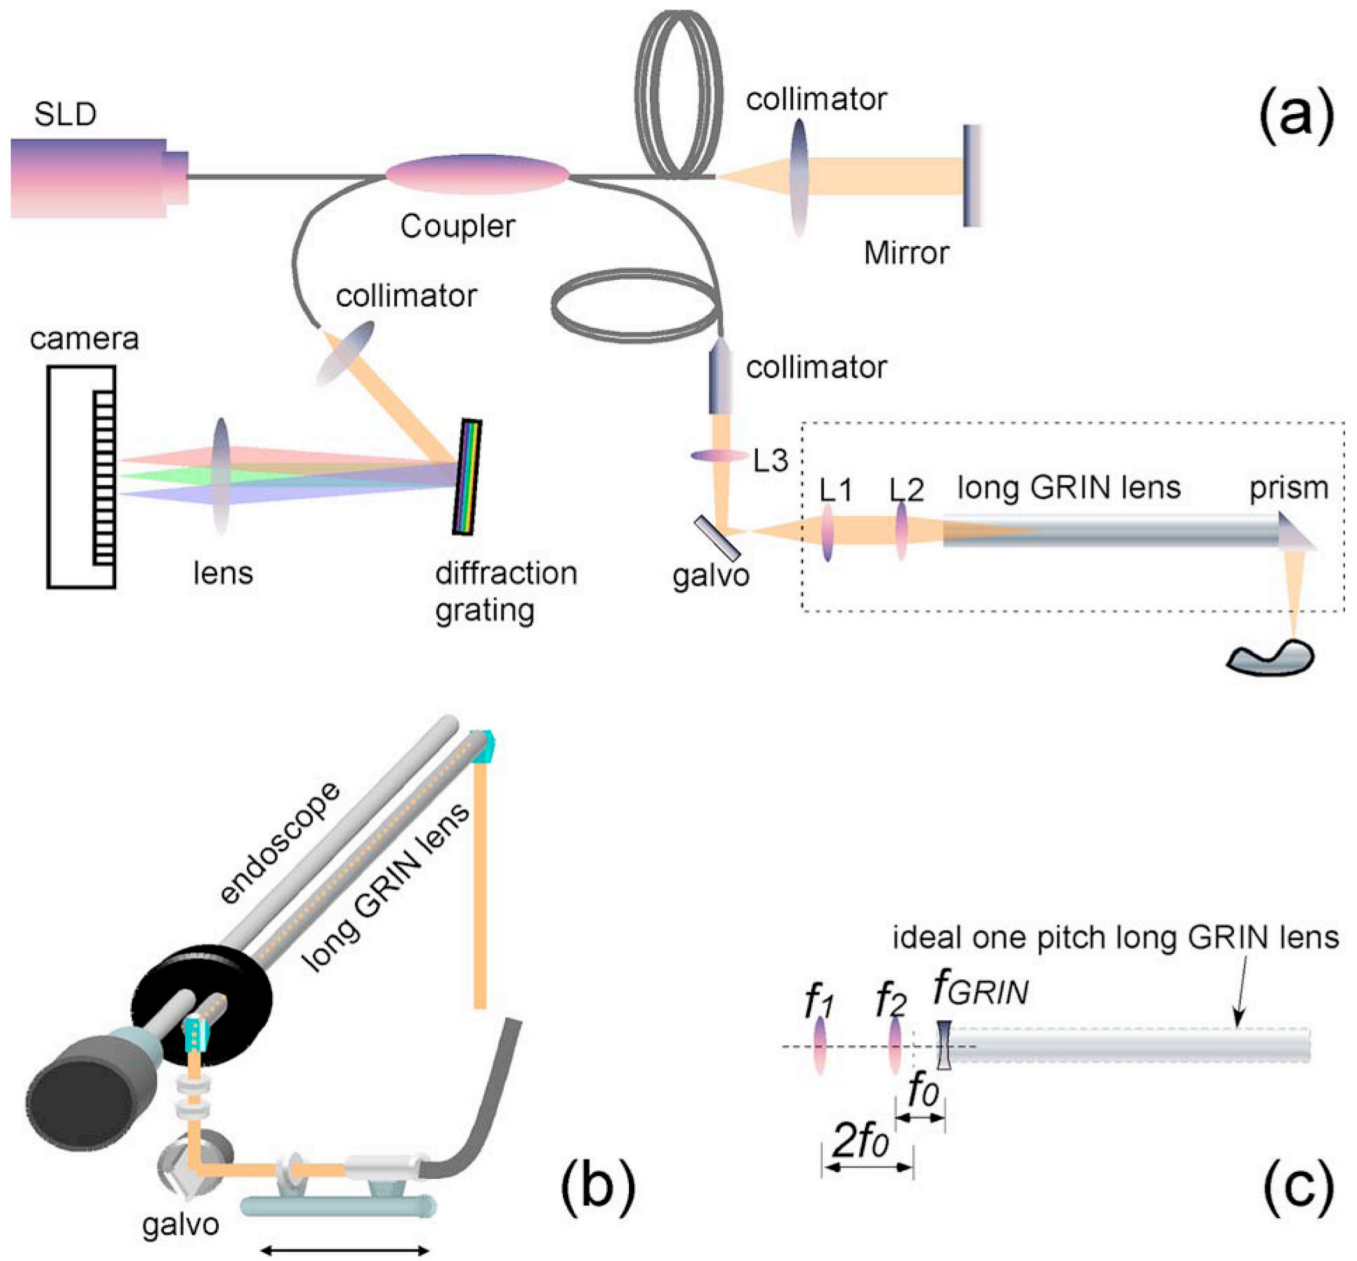 SLD
collimator
(a)
Coupler
Mirror
collimator
camera
collimator
L3
L1
L2
long GRIN lens
prism
lens
diffraction
grating
galvo
endoscope
long GRIN lens
galvo
(b)
ideal one pitch long GRIN lens
f1
f2
fGRIN
f0
2f0
(c)